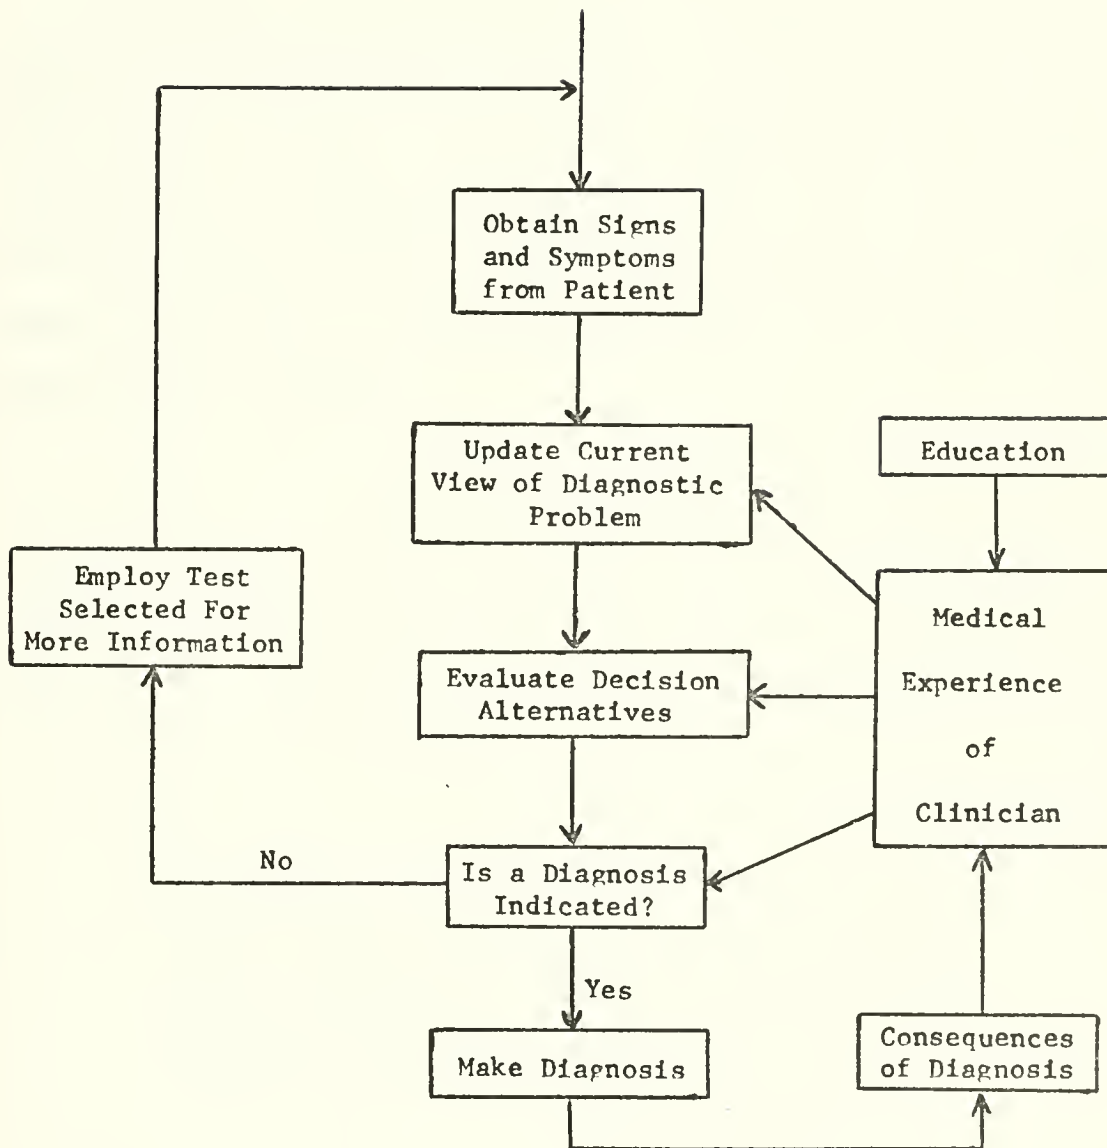 Obtain Signs
and Symptoms
from Patient
Update Current
View of Diagnostic
Problem
Education
Employ Test
Selected For
More Information
Medical
Experience
of
Clinician
Evaluate Decision
Alternatives
No
Is a Diagnosis
Indicated?
Yes
Make Diagnosis
Consequences
of Diagnosis